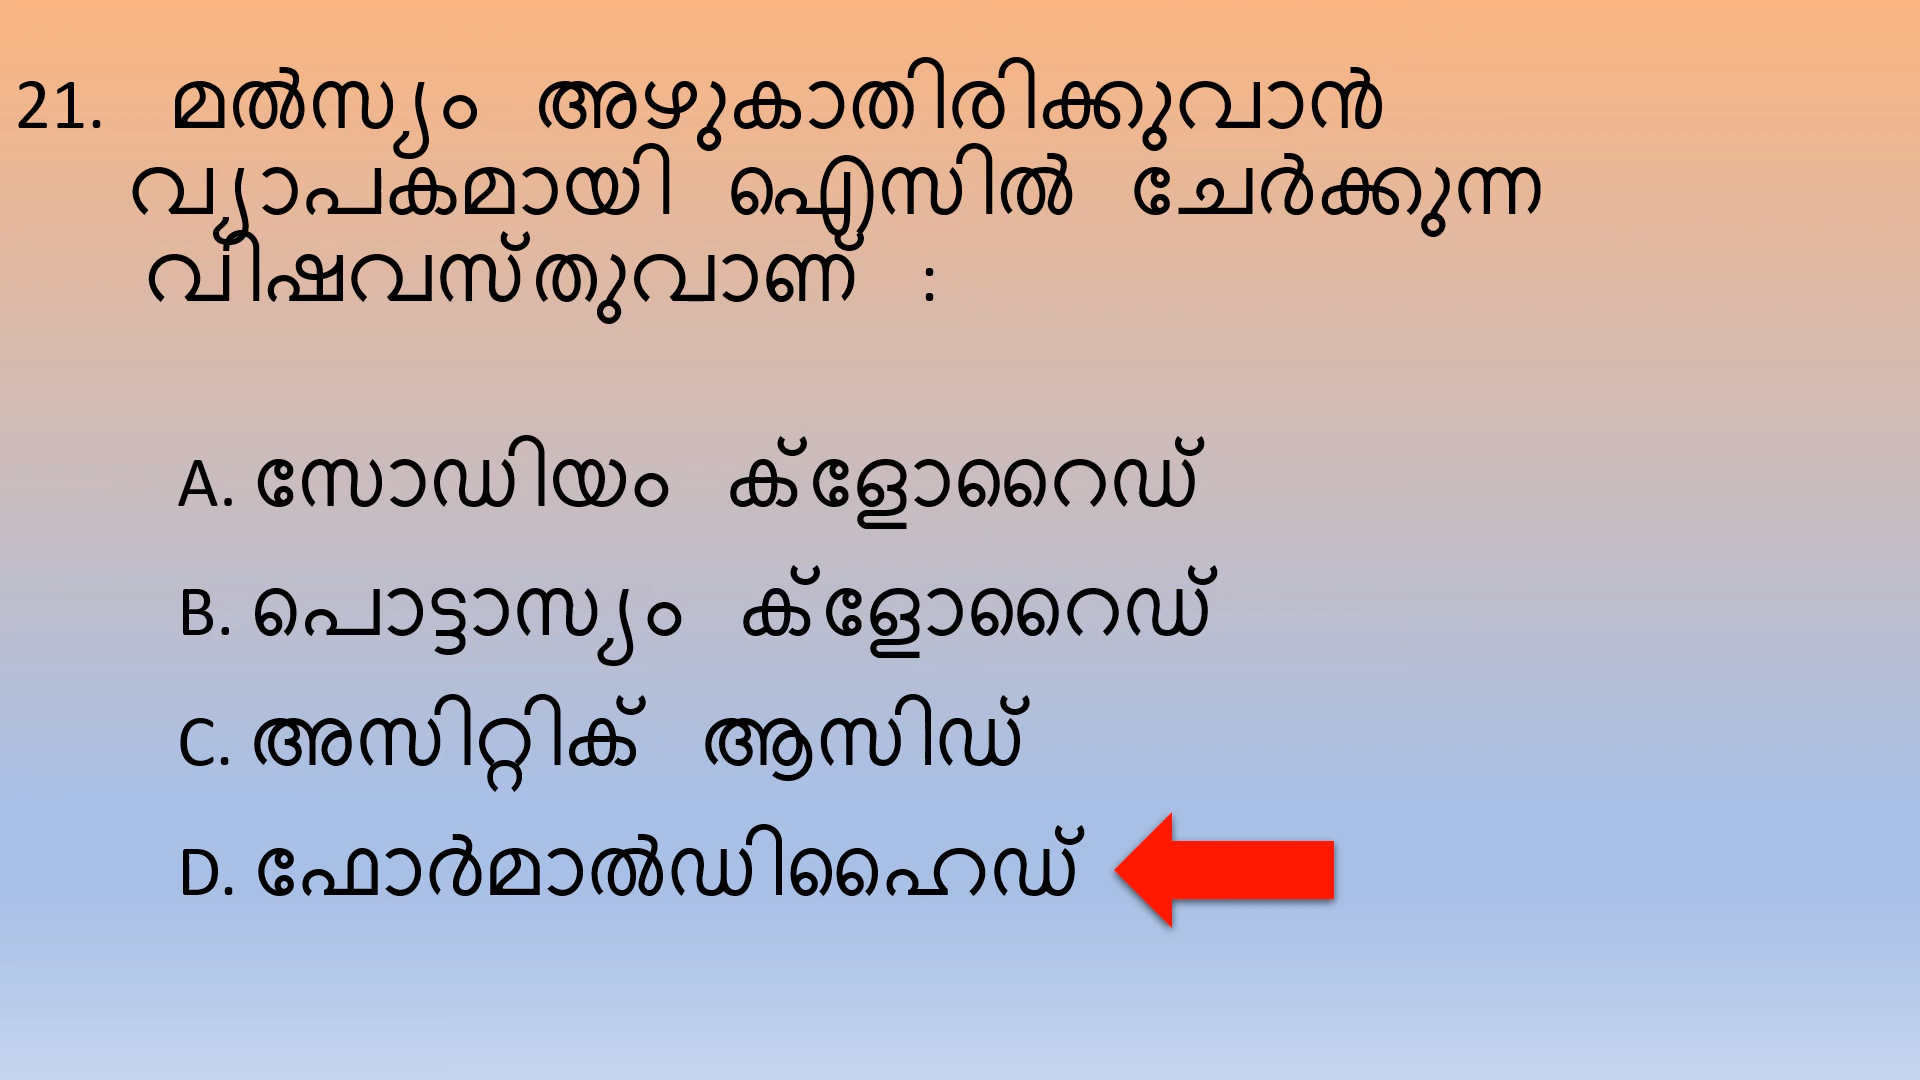 21. മൽസ്യം അഴുകാതിരിക്കുവാൻ
വ്യാപകമായി ഐസിൽ ചേർക്കുന്ന
വിഷവസ്തുവാണ് :
A. സോഡിയം ക്ളോറൈഡ്
B. പൊട്ടാസ്യം ക്ളോറൈഡ്
C. അസിറ്റിക് ആസിഡ്
D. ഫോർമാൽഡിഹൈഡ്